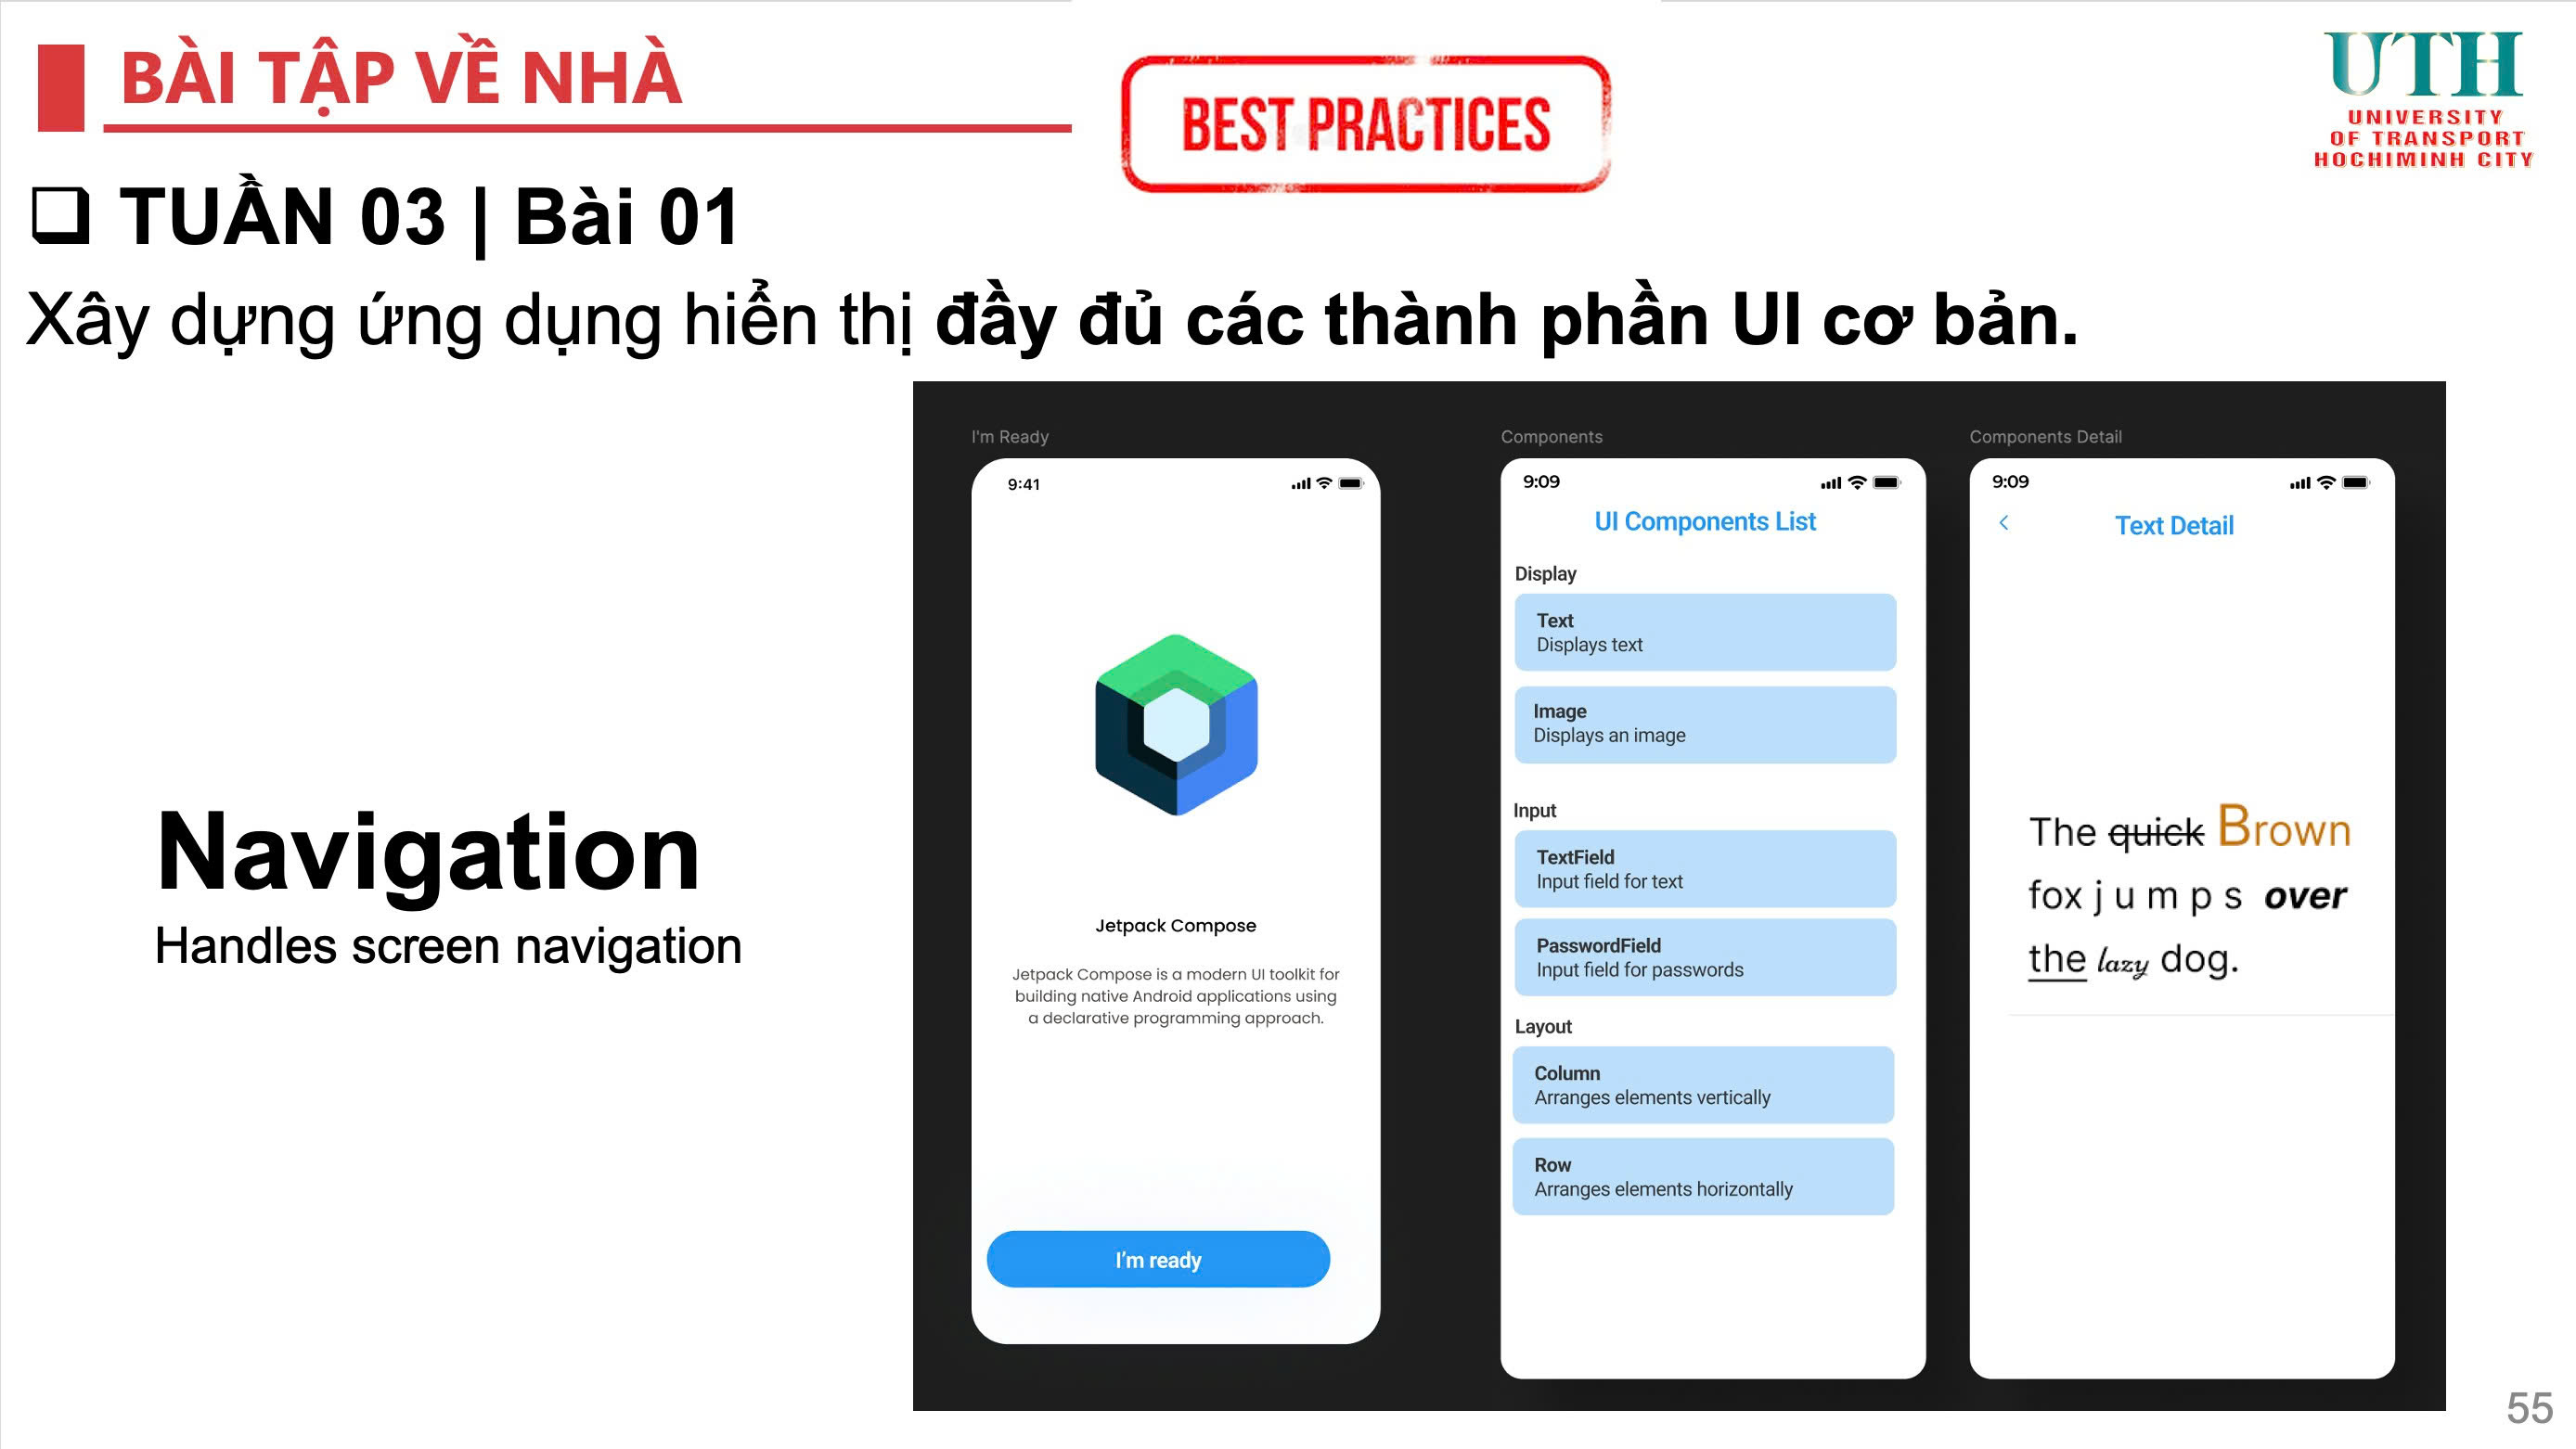 BÀI TẬP VỀ NHÀ
BEST PRACTICES
UTH
UNIVERSITY
OF TRANSPORT
HOCHIMINH CITY
TUẦN 03 | Bài 01
Xây dựng ứng dụng hiển thị đầy đủ các thành phần UI cơ bản.
Navigation
Handles screen navigation
I'm Ready
9:41
Jetpack Compose
Jetpack Compose is a modern UI toolkit for
building native Android applications using
a declarative programming approach.
I'm ready
Components
9:09
UI Components List
Display
Text
Displays text
Image
Displays an image
Input
TextField
Input field for text
PasswordField
Input field for passwords
Layout
Column
Arranges elements vertically
Row
Arranges elements horizontally
Components Detail
9:09
Text Detail
The quick Brown
fox j u m p s over
the lazy dog.
55